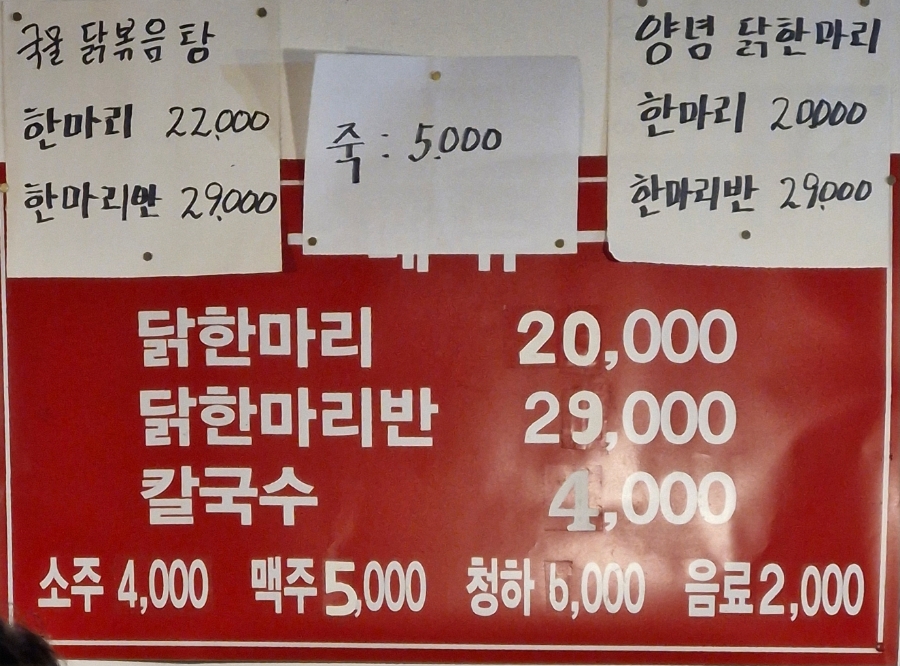 국물 닭볶음탕
한마리 22,000
한마리반 29,000
죽 : 5,000
양념 닭한마리
한마리 20,000
한마리반 29,000
닭한마리 20,000
닭한마리반 29,000
칼국수 4,000
소주 4,000 맥주 5,000 청하 6,000 음료 2,000